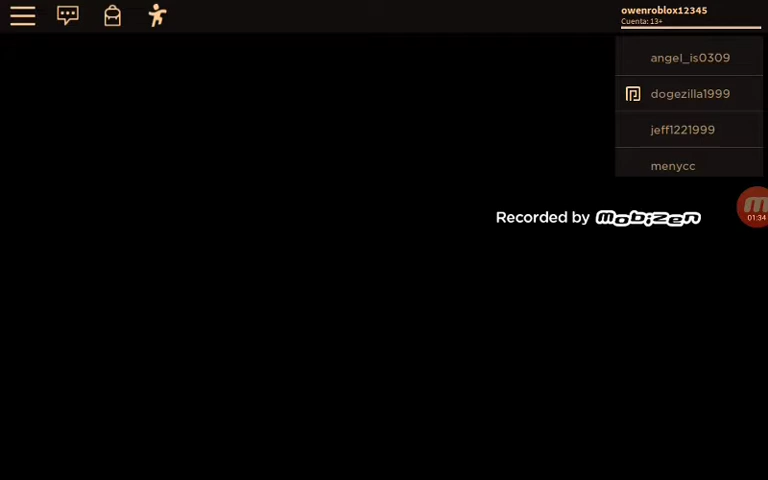 owenroblox12345
Cuenta: 13+
angel_is0309
dogezilla1999
jeff1221999
menycc
Recorded by Mobizen
01:34